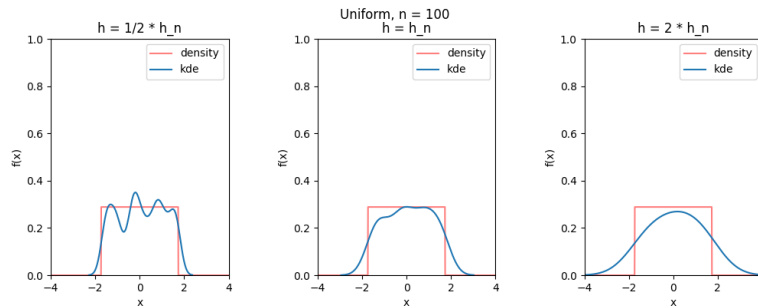 Uniform, n = 100
h = 1/2 * h_n
1.0
0.8
0.6
0.4
0.2
0.0
f(x)
density
kde
−4
−2
0
2
4
x
h = h_n
1.0
0.8
0.6
0.4
0.2
0.0
f(x)
density
kde
−4
−2
0
2
4
x
h = 2 * h_n
1.0
0.8
0.6
0.4
0.2
0.0
f(x)
density
kde
−4
−2
0
2
x